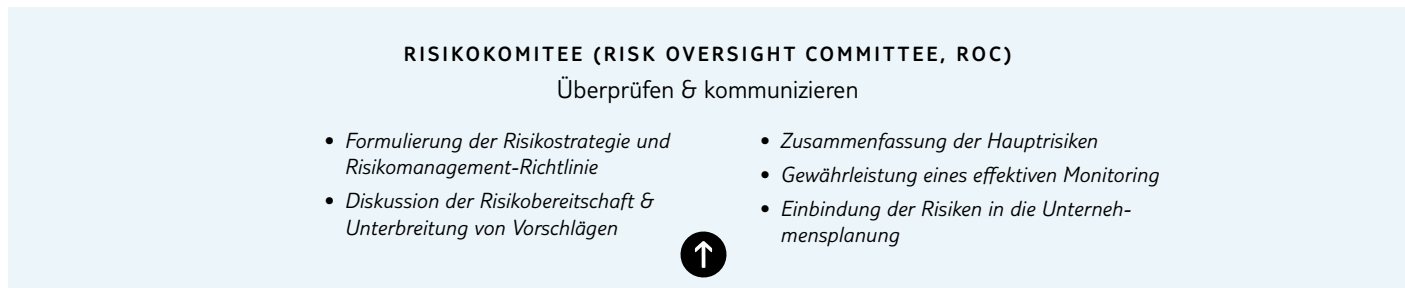 RISIKOKOMITEE (RISK OVERSIGHT COMMITTEE, ROC)
Überprüfen & kommunizieren
• Formulierung der Risikostrategie und
Risikomanagement-Richtlinie
• Diskussion der Risikobereitschaft &
Unterbreitung von Vorschlägen
• Zusammenfassung der Hauptrisiken
• Gewährleistung eines effektiven Monitoring
• Einbindung der Risiken in die Unterneh-
mensplanung